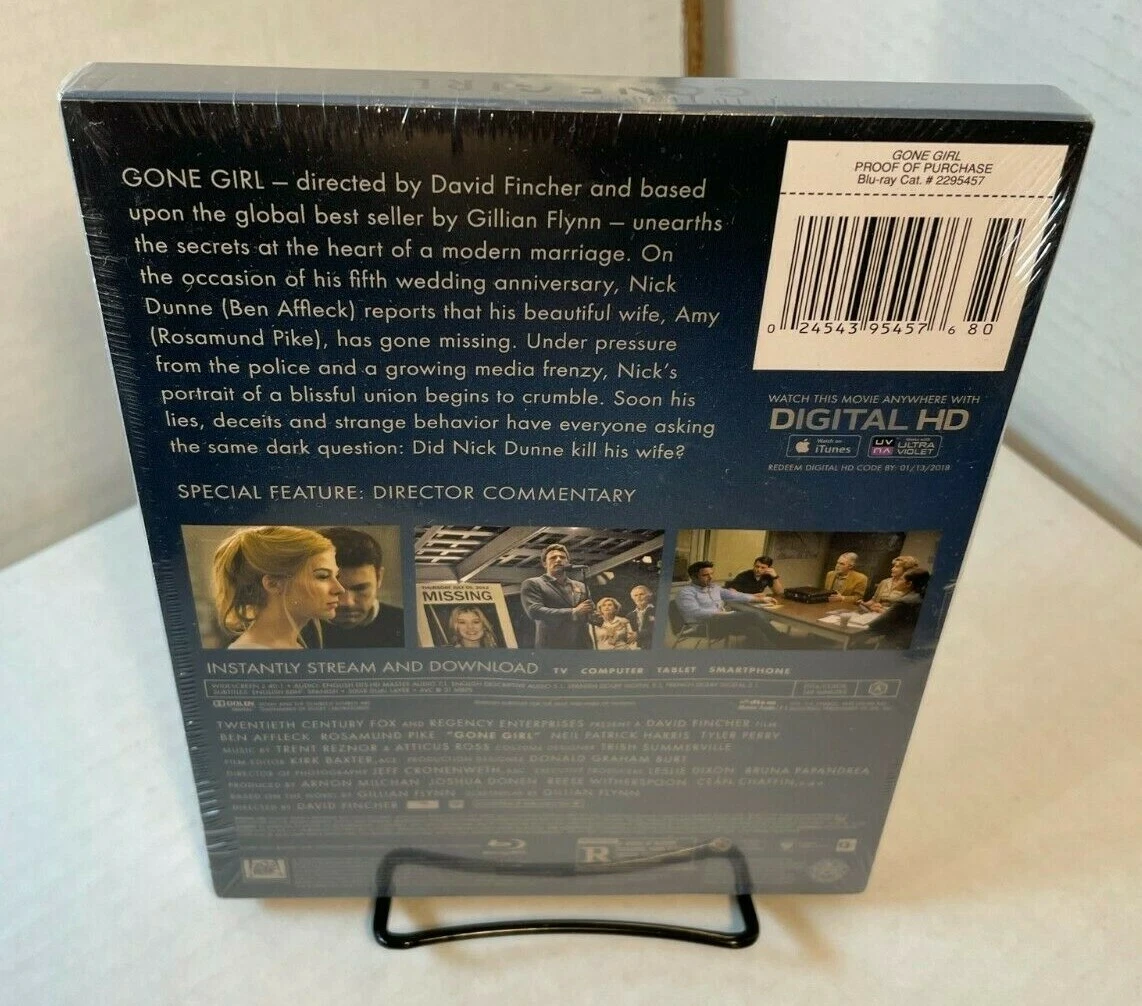 GONE GIRL
GONE GIRL – directed by David Fincher and based
upon the global best seller by Gillian Flynn – unearths
the secrets at the heart of a modern marriage. On
the occasion of his fifth wedding anniversary, Nick
Dunne (Ben Affleck) reports that his beautiful wife, Amy
(Rosamund Pike), has gone missing. Under pressure
from the police and a growing media frenzy, Nick's
portrait of a blissful union begins to crumble. Soon his
lies, deceits and strange behavior have everyone asking
the same dark question: Did Nick Dunne kill his wife?
SPECIAL FEATURE: DIRECTOR COMMENTARY
GONE GIRL
PROOF OF PURCHASE
Blu-ray Cat. # 2295457
0 24543 95457 6 80
WATCH THIS MOVIE ANYWHERE WITH
DIGITAL HD
Watch on
iTunes
UV
ULTRA
VIOLET
REDEEM DIGITAL HD CODE BY: 01/13/2018
MISSING
INSTANTLY STREAM AND DOWNLOAD TV COMPUTER TABLET SMARTPHONE
TWENTIETH CENTURY FOX AND REGENCY ENTERPRISES PRESENT A DAVID FINCHER FILM
BEN AFFLECK ROSAMUND PIKE "GONE GIRL" NEIL PATRICK HARRIS TYLER PERRY
MUSIC BY TRENT REZNOR & ATTICUS ROSS COSTUME DESIGNER TRISH SUMMERVILLE
FILM EDITOR KIRK BAXTER, ACE PRODUCTION DESIGNER DONALD GRAHAM BURT
DIRECTOR OF PHOTOGRAPHY JEFF CRONENWETH, ASC EXECUTIVE PRODUCERS LESLIE DIXON BRUNA PAPANDREA
PRODUCED BY ARNON MILCHAN JOSHUA DONEN REESE WITHERSPOON CEÁN CHAFFIN
BASED ON THE NOVEL BY GILLIAN FLYNN SCREENPLAY BY GILLIAN FLYNN
DIRECTED BY DAVID FINCHER
R